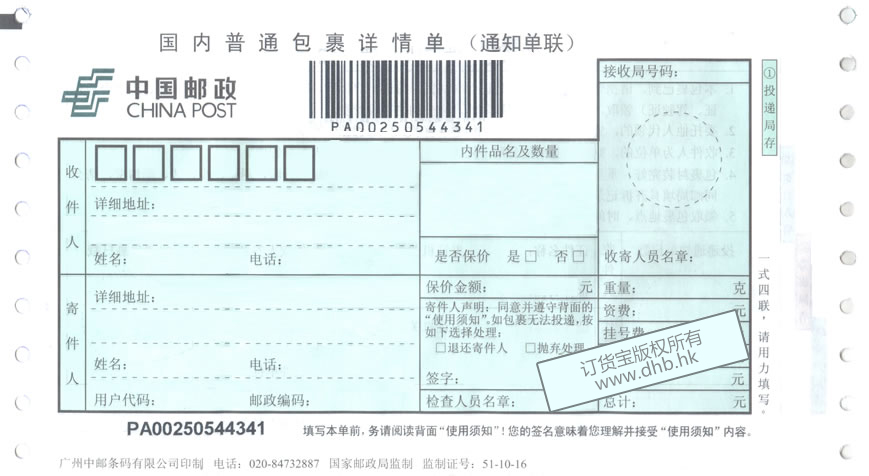 国内普通包裹详情单（通知单联）
中国邮政
CHINA POST
PA00250544341
接收局号码：
①投递局存
收件人
详细地址：
姓名： 电话：
内件品名及数量
是否保价 是□ 否□
收寄人员名章：
寄件人
详细地址：
姓名： 电话：
用户代码： 邮政编码：
保价金额： 元
寄件人声明：同意并遵守背面的
“使用须知”。如包裹无法投递，按
如下选择处理：
□退还寄件人 □抛弃处理
签字：
检查人员名章：
重量： 克
资费： 元
挂号费
元
总计： 元
订货宝版权所有
www.dhb.hk
一式四联，请用力填写。
PA00250544341
填写本单前，务请阅读背面“使用须知”！您的签名意味着您理解并接受“使用须知”内容。
广州中邮条码有限公司印制 电话：020-84732887 国家邮政局监制 监制证号：51-10-16